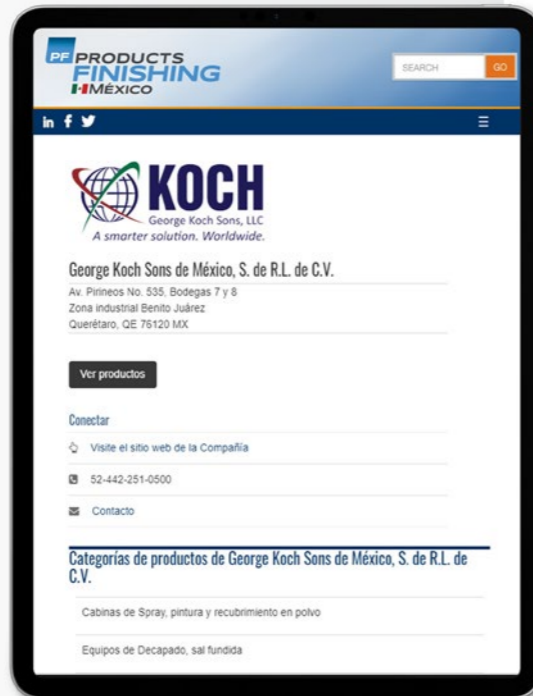 PF PRODUCTS
FINISHING
MÉXICO
SEARCH GO
in f
KOCH
George Koch Sons, LLC
A smarter solution. Worldwide.
George Koch Sons de México, S. de R.L. de C.V.
Av. Pirineos No. 535, Bodegas 7 y 8
Zona industrial Benito Juárez
Querétaro, QE 76120 MX
Ver productos
Conectar
Visite el sitio web de la Compañía
52-442-251-0500
Contacto
Categorías de productos de George Koch Sons de México, S. de R.L. de
C.V.
Cabinas de Spray, pintura y recubrimiento en polvo
Equipos de Decapado, sal fundida